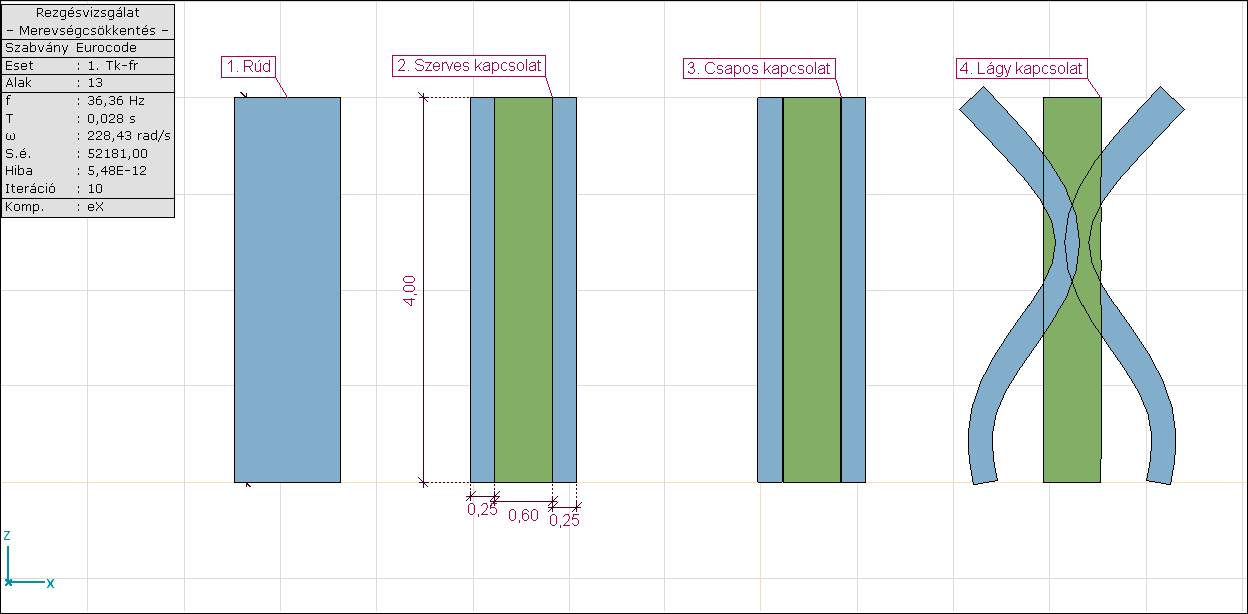 Rezgésvizsgálat
– Merevségcsökkentés –
Szabvány Eurocode
Eset : 1. Tk-fr
Alak : 13
f : 36,36 Hz
T : 0,028 s
ω : 228,43 rad/s
S.é. : 52181,00
Hiba : 5,48E-12
Iteráció : 10
Komp. : eX
1. Rúd
2. Szerves kapcsolat
3. Csapos kapcsolat
4. Lágy kapcsolat
4,00
0,25
0,60
0,25
Z
X